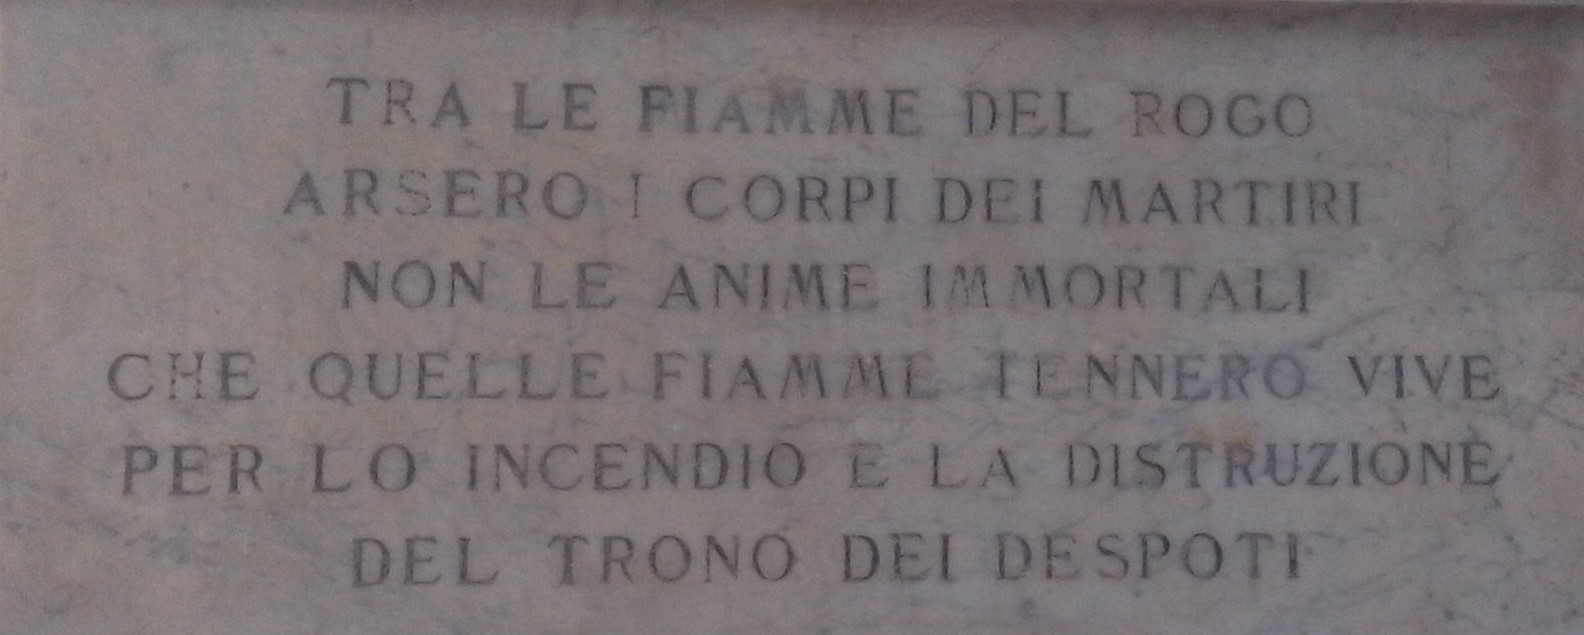 TRA LE FIAMME DEL ROGO
ARSERO I CORPI DEI MARTIRI
NON LE ANIME IMMORTALI
CHE QUELLE FIAMME TENNERO VIVE
PER LO INCENDIO E LA DISTRUZIONE
DEL TRONO DEI DESPOTI